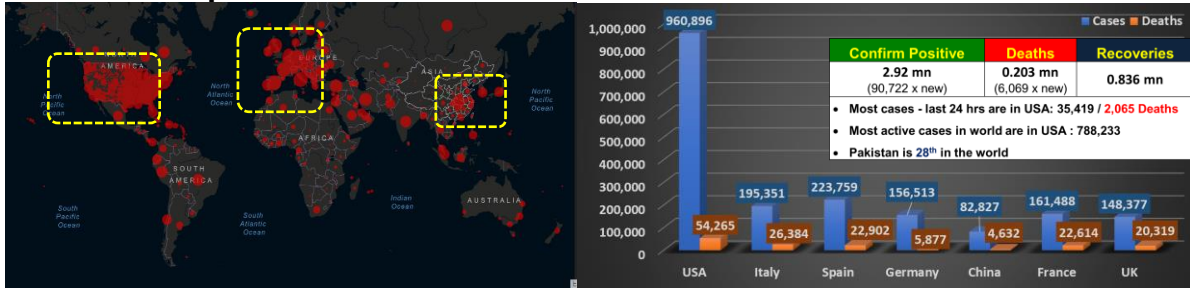 NORTH
AMERICA
EUROPE
ASIA
North
Pacific
Ocean
North
Atlantic
Ocean
North
Pacific
Ocean
AFRICA
SOUTH
AMERICA
Indian
Ocean
AUSTRALIA
South
Pacific
Ocean
South
Atlantic
Ocean
Cases Deaths
1,000,000
900,000
800,000
700,000
600,000
500,000
400,000
300,000
200,000
100,000
0
960,896
54,265
195,351
26,384
223,759
22,902
156,513
5,877
82,827
4,632
161,488
22,614
148,377
20,319
USA Italy Spain Germany China France UK
Confirm Positive Deaths Recoveries
2.92 mn 0.203 mn 0.836 mn
(90,722 x new) (6,069 x new)
• Most cases - last 24 hrs are in USA: 35,419 / 2,065 Deaths
• Most active cases in world are in USA : 788,233
• Pakistan is 28th in the world